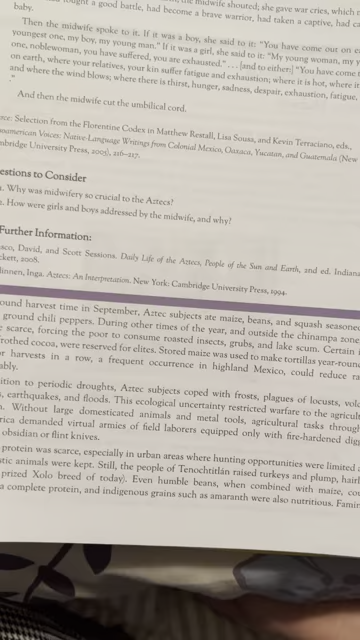 the midwife shouted; she gave war cries, which
fought a good battle, had become a brave warrior, had taken a captive, had ca
baby.
Then the midwife spoke to it. If it was a boy, she said to it: "You have come out on e
youngest one, my boy, my young man." If it was a girl, she said to it: "My young woman, my y
one, noblewoman, you have suffered, you are exhausted." . . . [and to either:] "You have come t
on earth, where your relatives, your kin suffer fatigue and exhaustion; where it is hot, where it
and where the wind blows; where there is thirst, hunger, sadness, despair, exhaustion, fatigue,
."
And then the midwife cut the umbilical cord.
rce: Selection from the Florentine Codex in Matthew Restall, Lisa Sousa, and Kevin Terraciano, eds.,
soamerican Voices: Native-Language Writings from Colonial Mexico, Oaxaca, Yucatan, and Guatemala (New
mbridge University Press, 2005), 216–217.
estions to Consider
1. Why was midwifery so crucial to the Aztecs?
2. How were girls and boys addressed by the midwife, and why?
Further Information:
sco, David, and Scott Sessions. Daily Life of the Aztecs, People of the Sun and Earth, 2nd ed. Indiana
ckett, 2008.
linnen, Inga. Aztecs: An Interpretation. New York: Cambridge University Press, 1994.
ound harvest time in September, Aztec subjects ate maize, beans, and squash seasone
ground chili peppers. During other times of the year, and outside the chinampa zone
e scarce, forcing the poor to consume roasted insects, grubs, and lake scum. Certain i
frothed cocoa, were reserved for elites. Stored maize was used to make tortillas year-roun
or harvests in a row, a frequent occurrence in highland Mexico, could reduce ra
ably.
ition to periodic droughts, Aztec subjects coped with frosts, plagues of locusts, volc
s, earthquakes, and floods. This ecological uncertainty restricted warfare to the agricult
n. Without large domesticated animals and metal tools, agricultural tasks through
rica demanded virtual armies of field laborers equipped only with fire-hardened digg
obsidian or flint knives.
protein was scarce, especially in urban areas where hunting opportunities were limited a
tic animals were kept. Still, the people of Tenochtitlán raised turkeys and plump, hairl
prized Xolo breed of today). Even humble beans, when combined with maize, cou
a complete protein, and indigenous grains such as amaranth were also nutritious. Famin